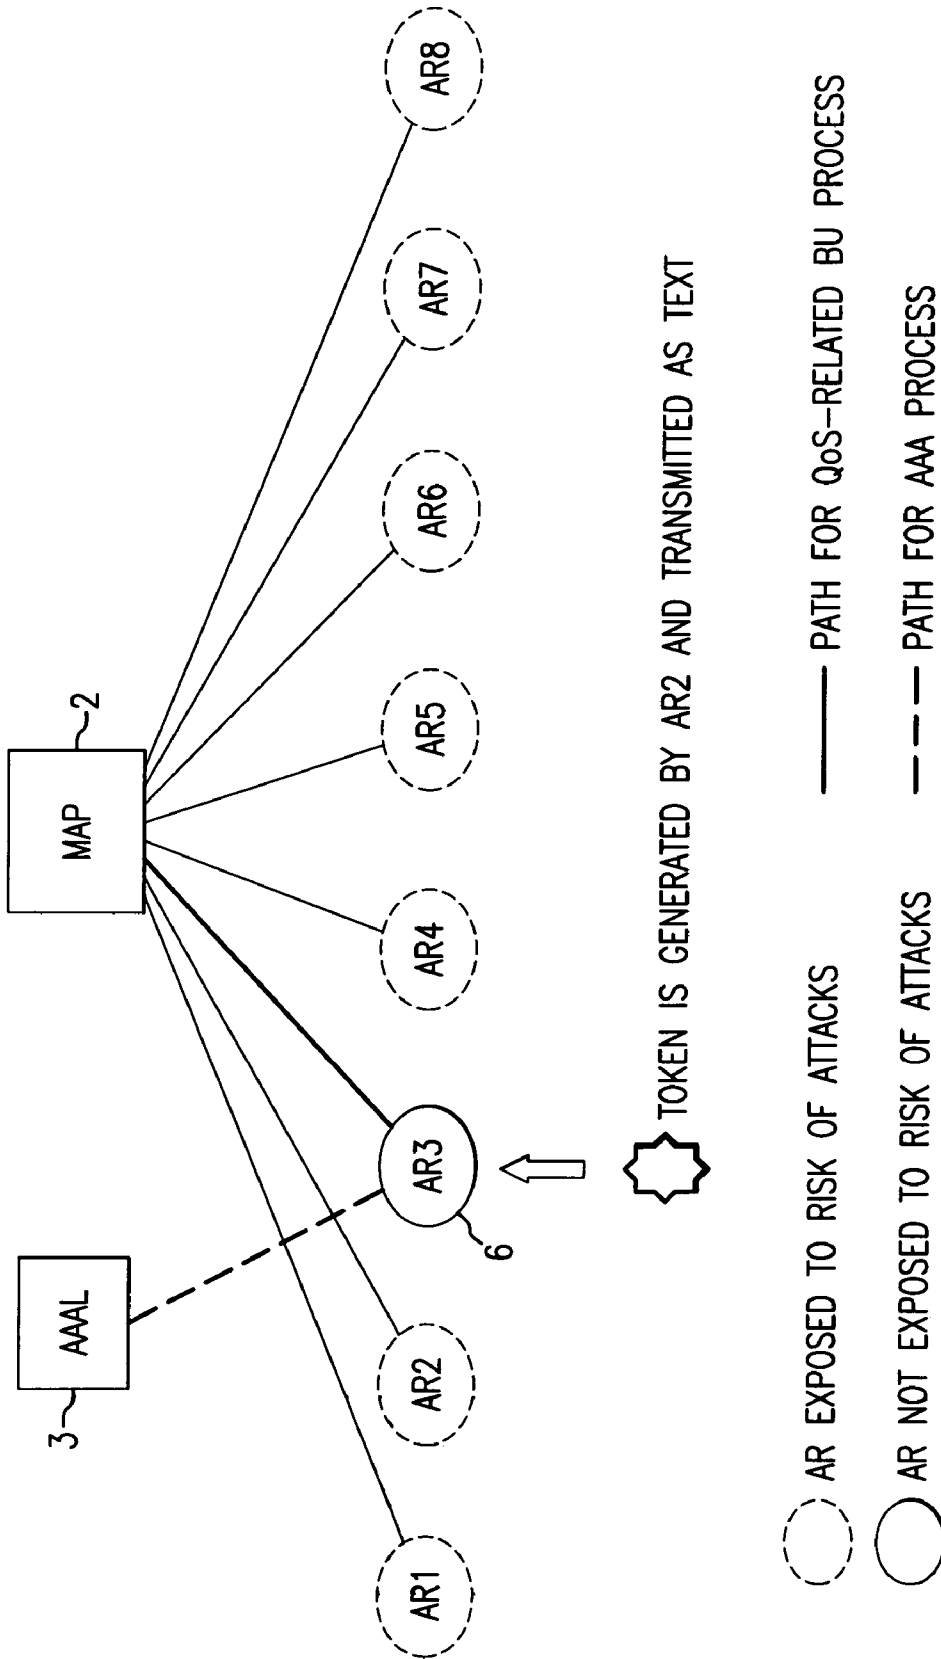 3
AAAL
MAP
2
AR1
AR2
AR3
AR4
AR5
AR6
AR7
AR8
6
TOKEN IS GENERATED BY AR2 AND TRANSMITTED AS TEXT
AR EXPOSED TO RISK OF ATTACKS
PATH FOR QoS-RELATED BU PROCESS
AR NOT EXPOSED TO RISK OF ATTACKS
PATH FOR AAA PROCESS